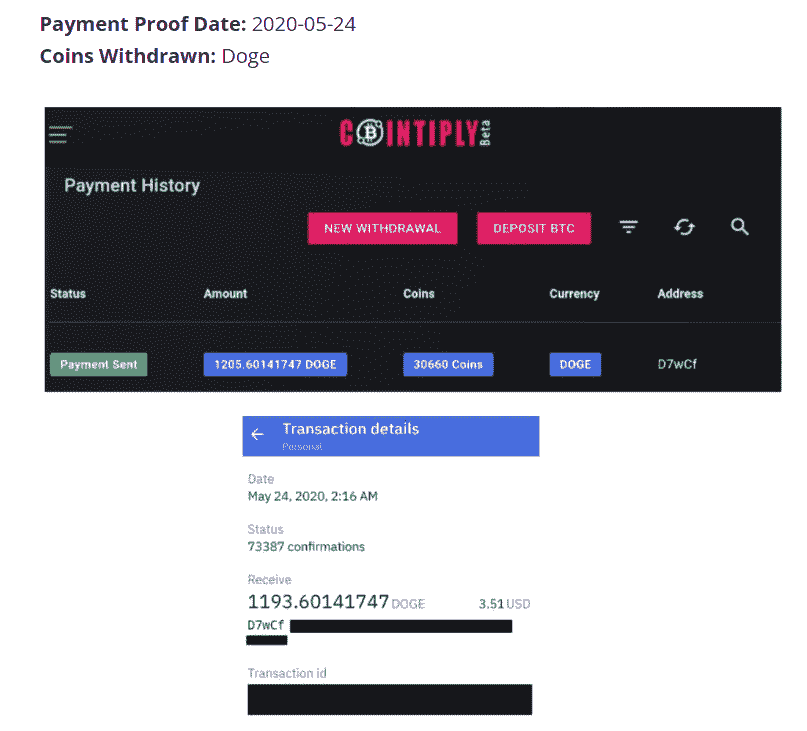 Payment Proof Date: 2020-05-24
Coins Withdrawn: Doge
COINTIPLY Beta
Payment History
NEW WITHDRAWAL DEPOSIT BTC
Status Amount Coins Currency Address
Payment Sent 1205.60141747 DOGE 30660 Coins DOGE D7wCf
Transaction details
Personal
Date
May 24, 2020, 2:16 AM
Status
73387 confirmations
Receive
1193.60141747 DOGE 3.51 USD
D7wCf
Transaction id